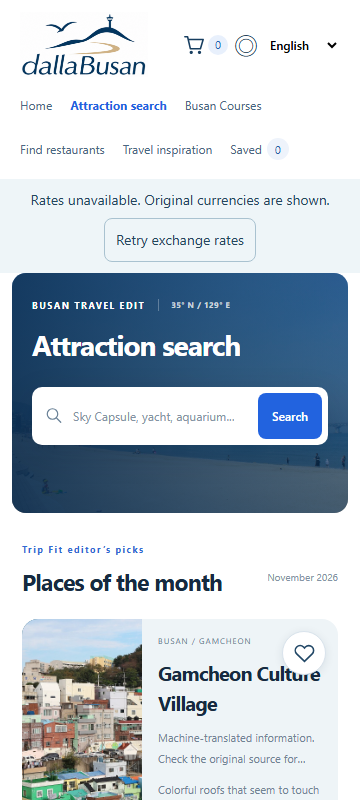 dallaBusan
0
English
Home
Attraction search
Busan Courses
Find restaurants
Travel inspiration
Saved
0
Rates unavailable. Original currencies are shown.
Retry exchange rates
BUSAN TRAVEL EDIT
35° N / 129° E
Attraction search
Sky Capsule, yacht, aquarium...
Search
Trip Fit editor's picks
Places of the month
November 2026
BUSAN / GAMCHEON
Gamcheon Culture
Village
Machine-translated information.
Check the original source for...
Colorful roofs that seem to touch